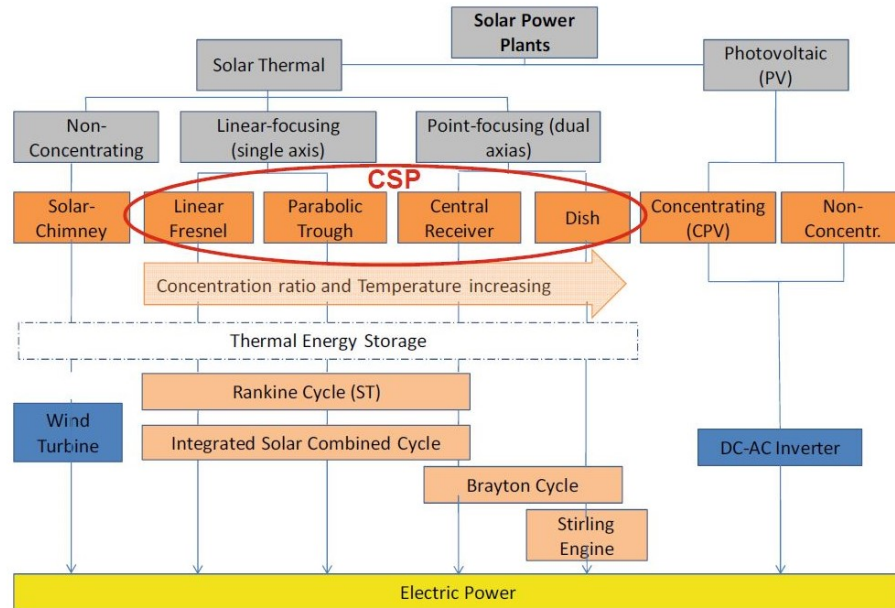 Solar Power
Plants
Solar Thermal
Photovoltaic
(PV)
Non-
Concentrating
Linear-focusing
(single axis)
Point-focusing (dual
axias)
CSP
Solar-
Chimney
Linear
Fresnel
Parabolic
Trough
Central
Receiver
Dish
Concentrating
(CPV)
Non-
Concentr.
Concentration ratio and Temperature increasing
Thermal Energy Storage
Rankine Cycle (ST)
Wind
Turbine
Integrated Solar Combined Cycle
DC-AC Inverter
Brayton Cycle
Stirling
Engine
Electric Power